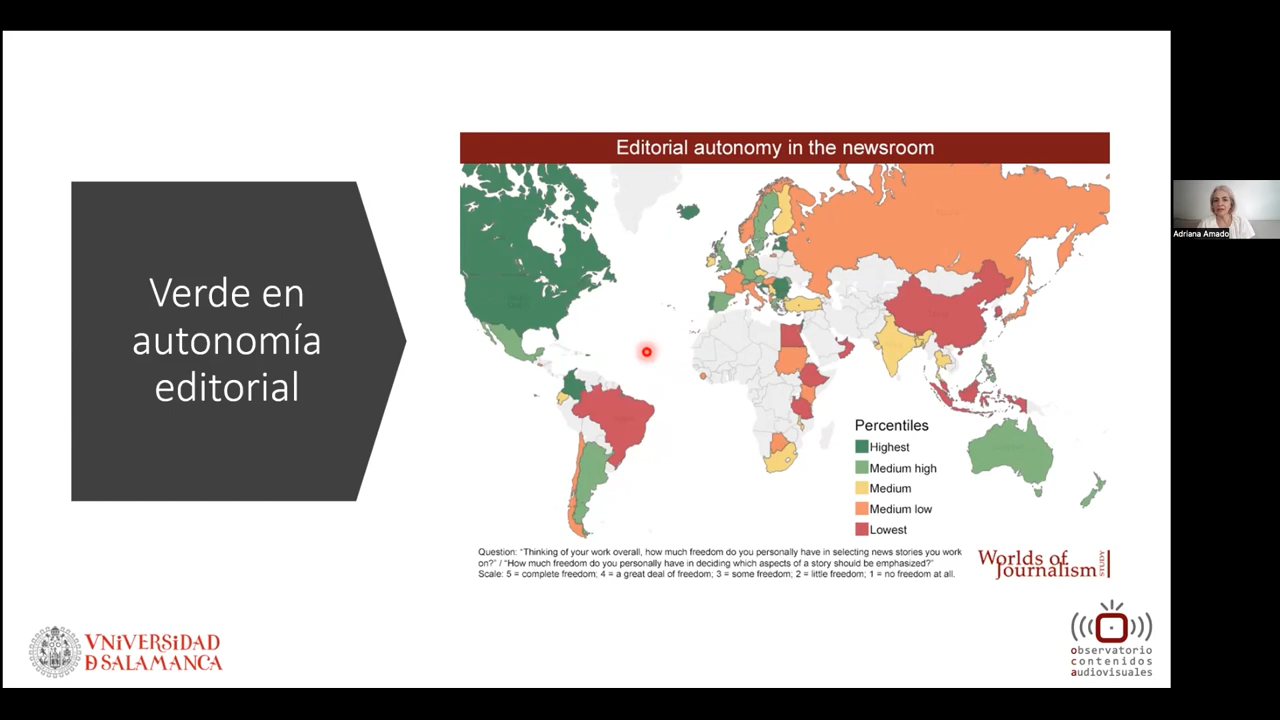 Editorial autonomy in the newsroom
Verde en
autonomía
editorial
Percentiles
Highest
Medium high
Medium
Medium low
Lowest
Question: "Thinking of your work overall, how much freedom do you personally have in selecting news stories you work
on?" / "How much freedom do you personally have in deciding which aspects of a story should be emphasized?"
Scale: 5 = complete freedom; 4 = a great deal of freedom; 3 = some freedom; 2 = little freedom; 1 = no freedom at all.
Worlds of
Journalism
STUDY
VNiVERSiDAD
D SALAMANCA
observatorio
contenidos
audiovisuales
Adriana Amado